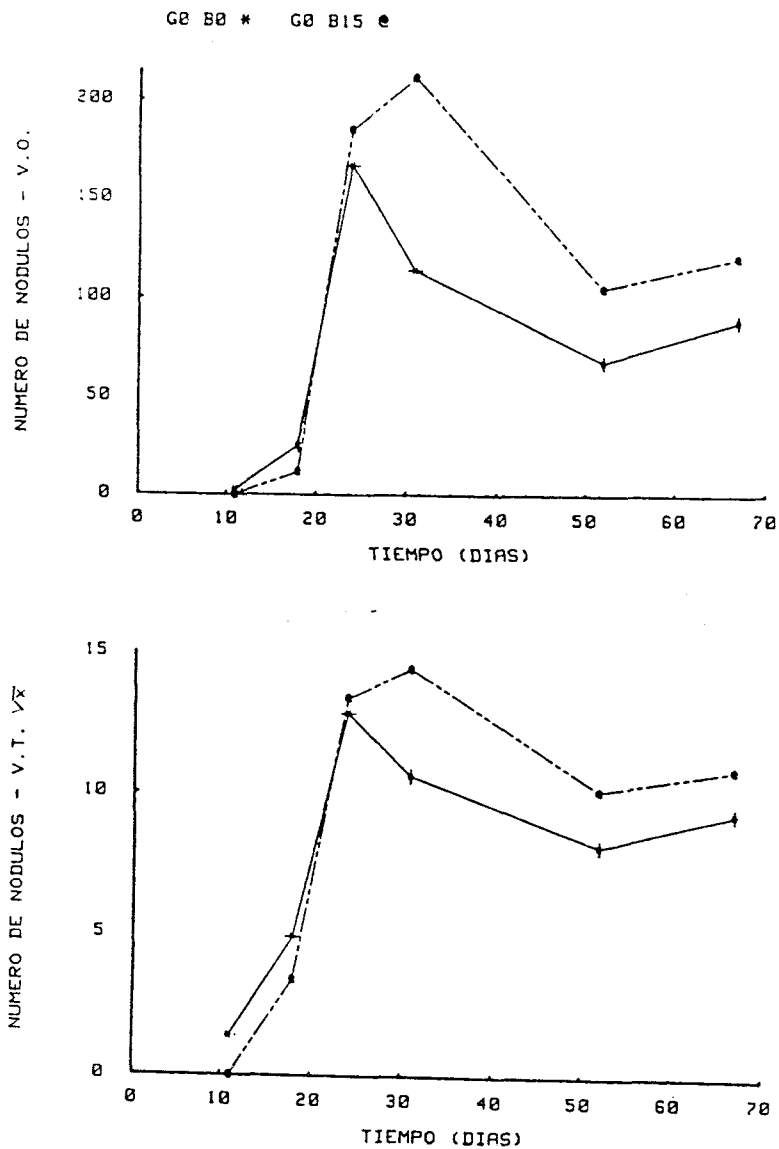 G0 B0 * G0 B15 @
NUMERO DE NODULOS - V.O.
200
150
100
50
0
0 10 20 30 40 50 60 70
TIEMPO (DIAS)
NUMERO DE NODULOS - V.T. √x
15
10
5
0
0 10 20 30 40 50 60 70
TIEMPO (DIAS)